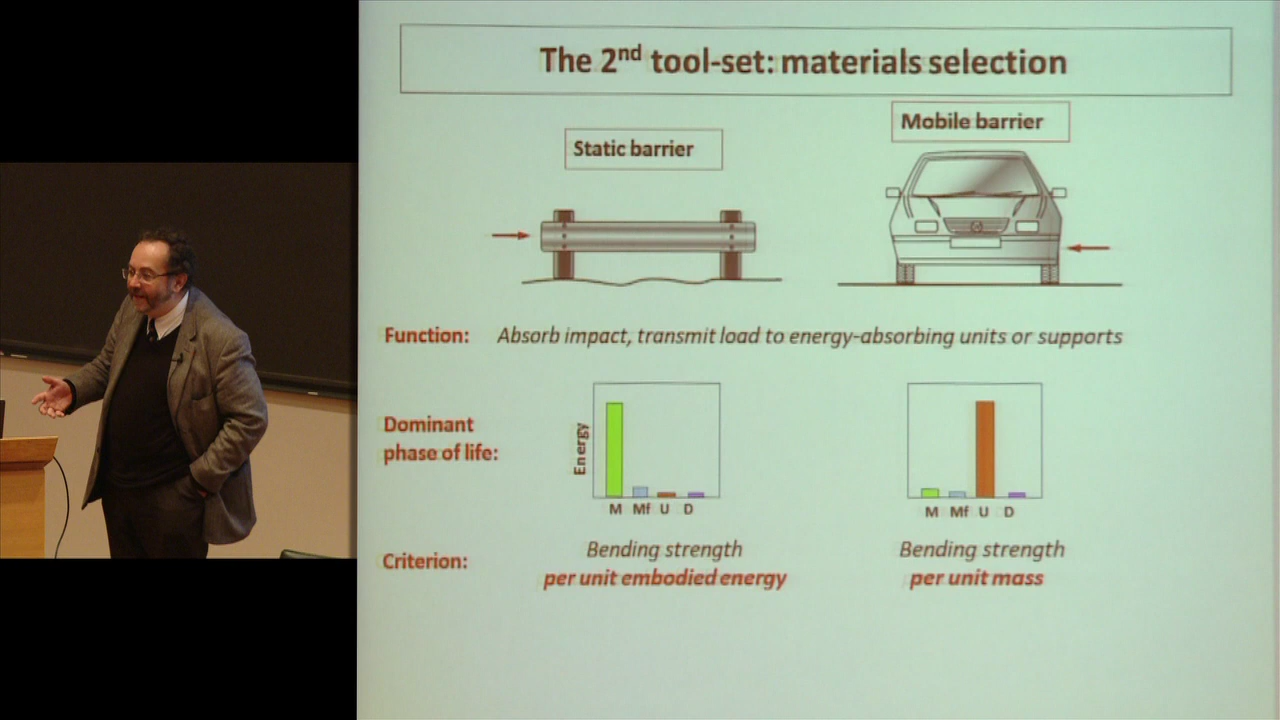 The 2nd tool-set: materials selection
Static barrier
Mobile barrier
Function: Absorb impact, transmit load to energy-absorbing units or supports
Dominant
phase of life:
Energy
M Mf U D
M Mf U D
Criterion:
Bending strength
per unit embodied energy
Bending strength
per unit mass